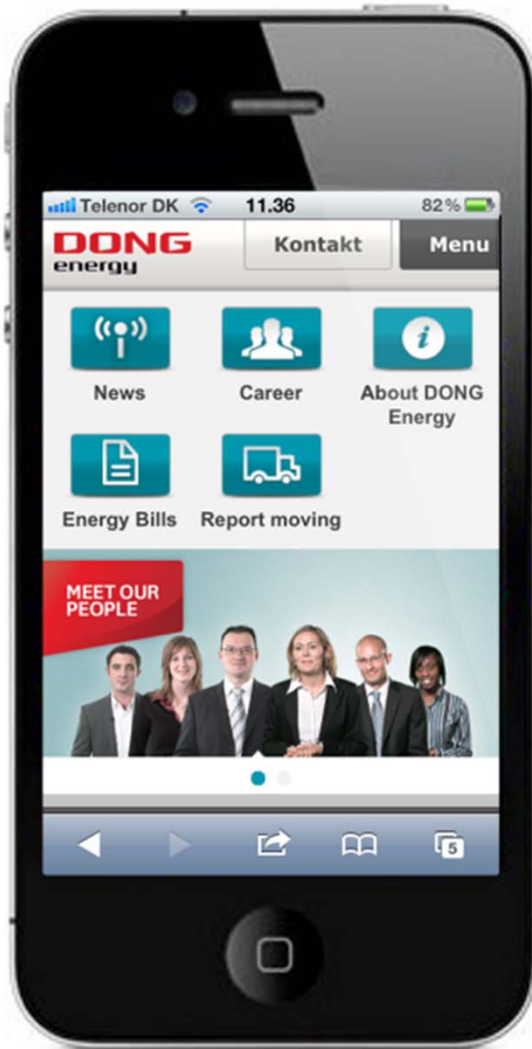 Telenor DK 11.36 82%
DONG
energy
Kontakt
Menu
News
Career
About DONG
Energy
Energy Bills
Report moving
MEET OUR
PEOPLE
5